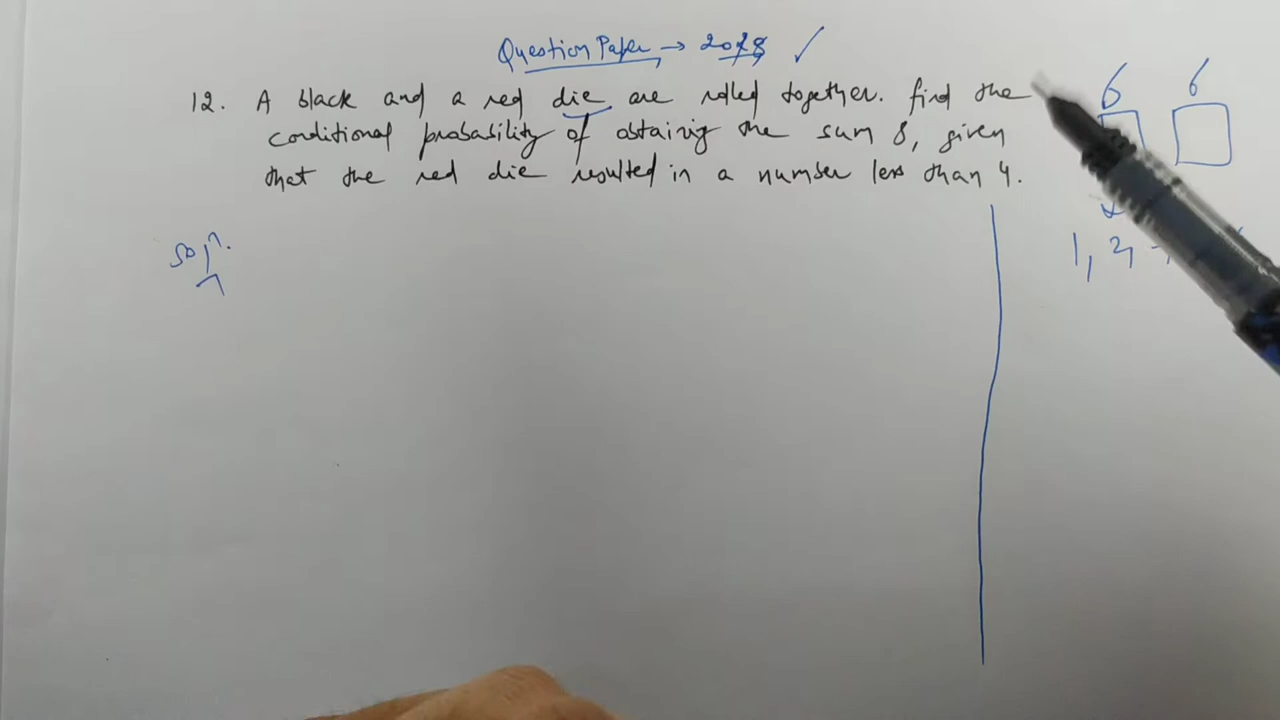 Question Paper → 2018 ✓
12. A black and a red die are rolled together. find the
conditional probability of obtaining the sum 8, given
that the red die resulted in a number less than 4.
6 6
soln.
1, 2,